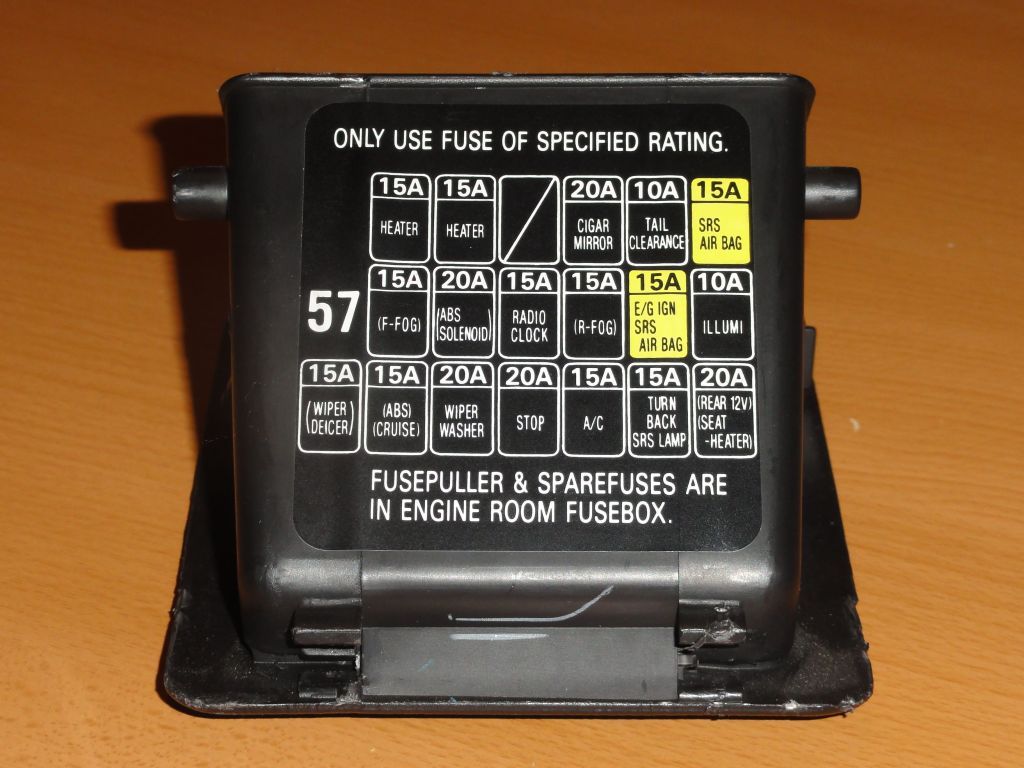 ONLY USE FUSE OF SPECIFIED RATING.
15A 15A 20A 10A 15A
HEATER HEATER CIGAR MIRROR TAIL CLEARANCE SRS AIR BAG
57
15A 20A 15A 15A 15A 10A
(F-FOG) (ABS SOLENOID) RADIO CLOCK (R-FOG) E/G IGN SRS AIR BAG ILLUMI
15A 15A 20A 20A 15A 15A 20A
(WIPER DEICER) (ABS) (CRUISE) WIPER WASHER STOP A/C TURN BACK SRS LAMP (REAR 12V) (SEAT -HEATER)
FUSEPULLER & SPAREFUSES ARE
IN ENGINE ROOM FUSEBOX.